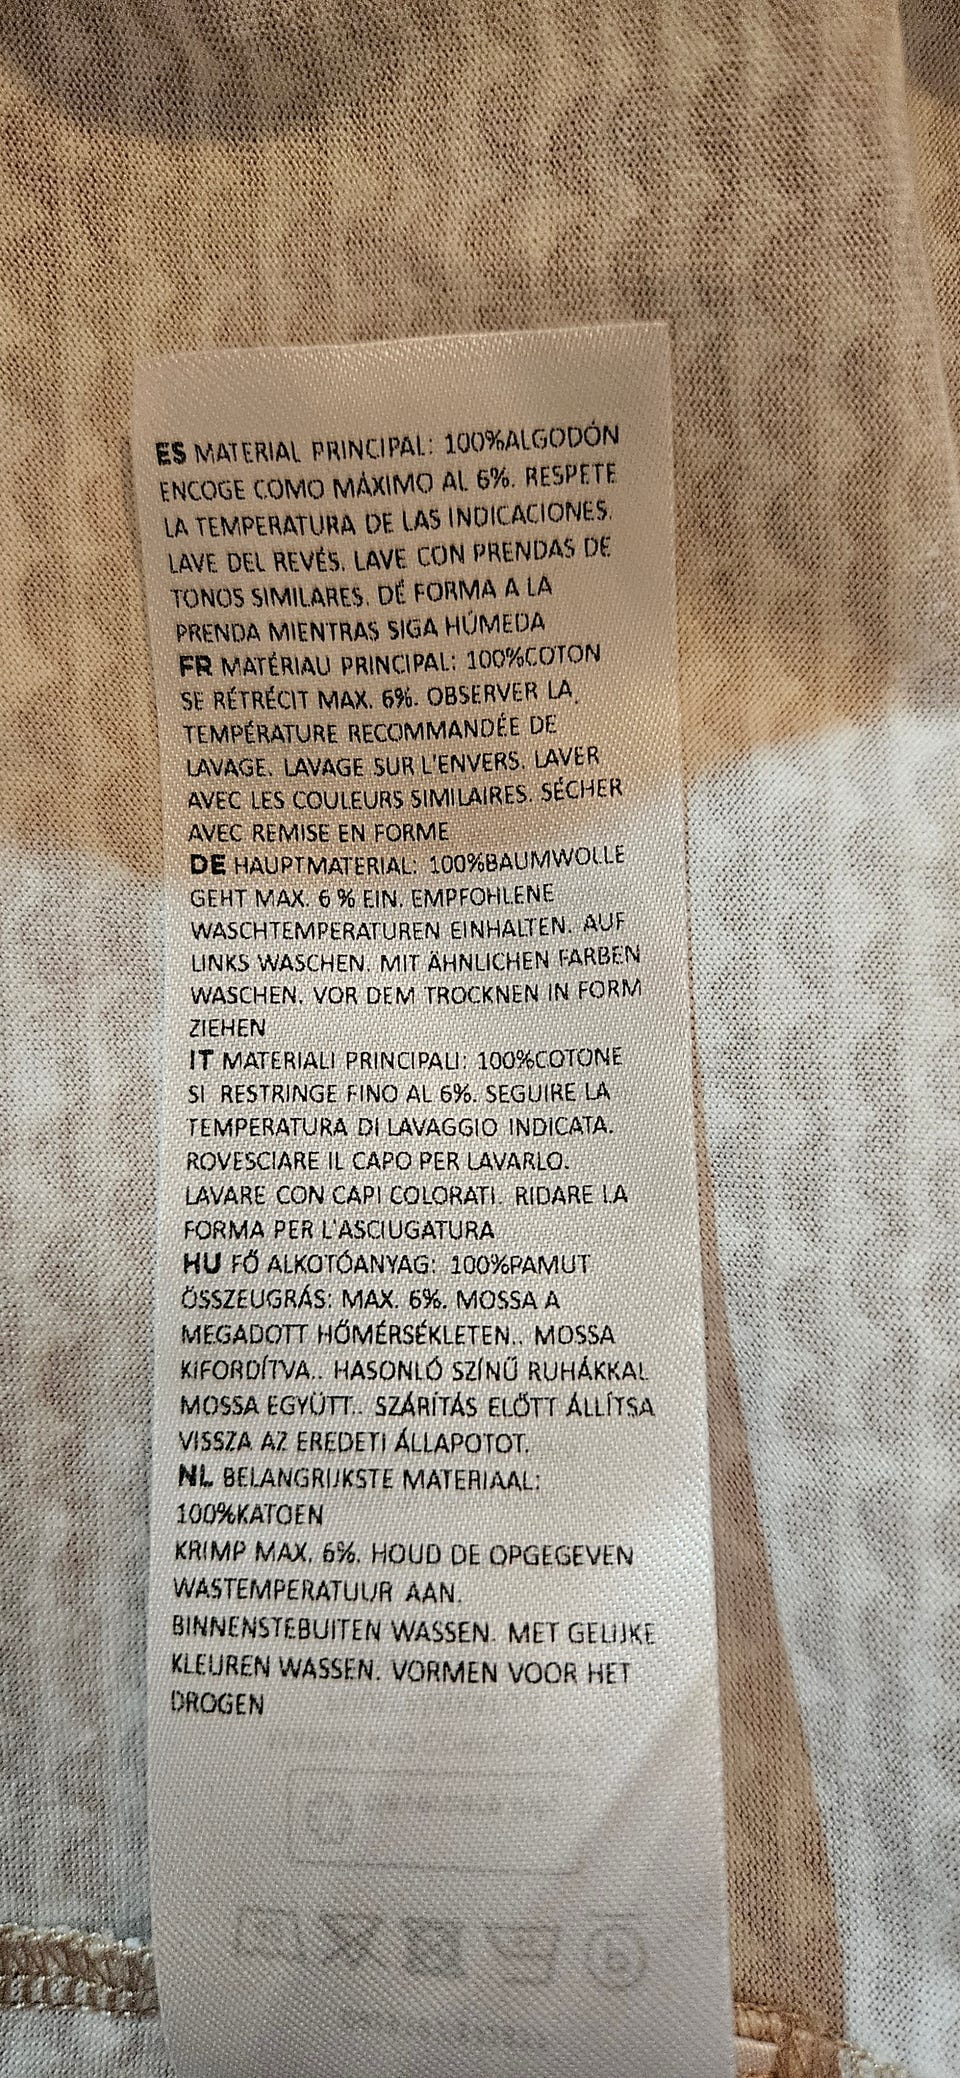 ES MATERIAL PRINCIPAL: 100%ALGODÓN
ENCOGE COMO MÁXIMO AL 6%. RESPETE
LA TEMPERATURA DE LAS INDICACIONES.
LAVE DEL REVÉS. LAVE CON PRENDAS DE
TONOS SIMILARES. DÉ FORMA A LA
PRENDA MIENTRAS SIGA HÚMEDA
FR MATÉRIAU PRINCIPAL: 100%COTON
SE RÉTRÉCIT MAX. 6%. OBSERVER LA
TEMPÉRATURE RECOMMANDÉE DE
LAVAGE. LAVAGE SUR L'ENVERS. LAVER
AVEC LES COULEURS SIMILAIRES. SÉCHER
AVEC REMISE EN FORME
DE HAUPTMATERIAL: 100%BAUMWOLLE
GEHT MAX. 6 % EIN. EMPFOHLENE
WASCHTEMPERATUREN EINHALTEN. AUF
LINKS WASCHEN. MIT ÄHNLICHEN FARBEN
WASCHEN. VOR DEM TROCKNEN IN FORM
ZIEHEN
IT MATERIALI PRINCIPALI: 100%COTONE
SI RESTRINGE FINO AL 6%. SEGUIRE LA
TEMPERATURA DI LAVAGGIO INDICATA.
ROVESCIARE IL CAPO PER LAVARLO.
LAVARE CON CAPI COLORATI. RIDARE LA
FORMA PER L'ASCIUGATURA
HU FŐ ALKOTÓANYAG: 100%PAMUT
ÖSSZEUGRÁS: MAX. 6%. MOSSA A
MEGADOTT HŐMÉRSÉKLETEN.. MOSSA
KIFORDÍTVA.. HASONLÓ SZÍNŰ RUHÁKKAL
MOSSA EGYÜTT.. SZÁRÍTÁS ELŐTT ÁLLÍTSA
VISSZA AZ EREDETI ÁLLAPOTOT.
NL BELANGRIJKSTE MATERIAAL:
100%KATOEN
KRIMP MAX. 6%. HOUD DE OPGEGEVEN
WASTEMPERATUUR AAN.
BINNENSTEBUITEN WASSEN. MET GELIJKE
KLEUREN WASSEN. VORMEN VOOR HET
DROGEN